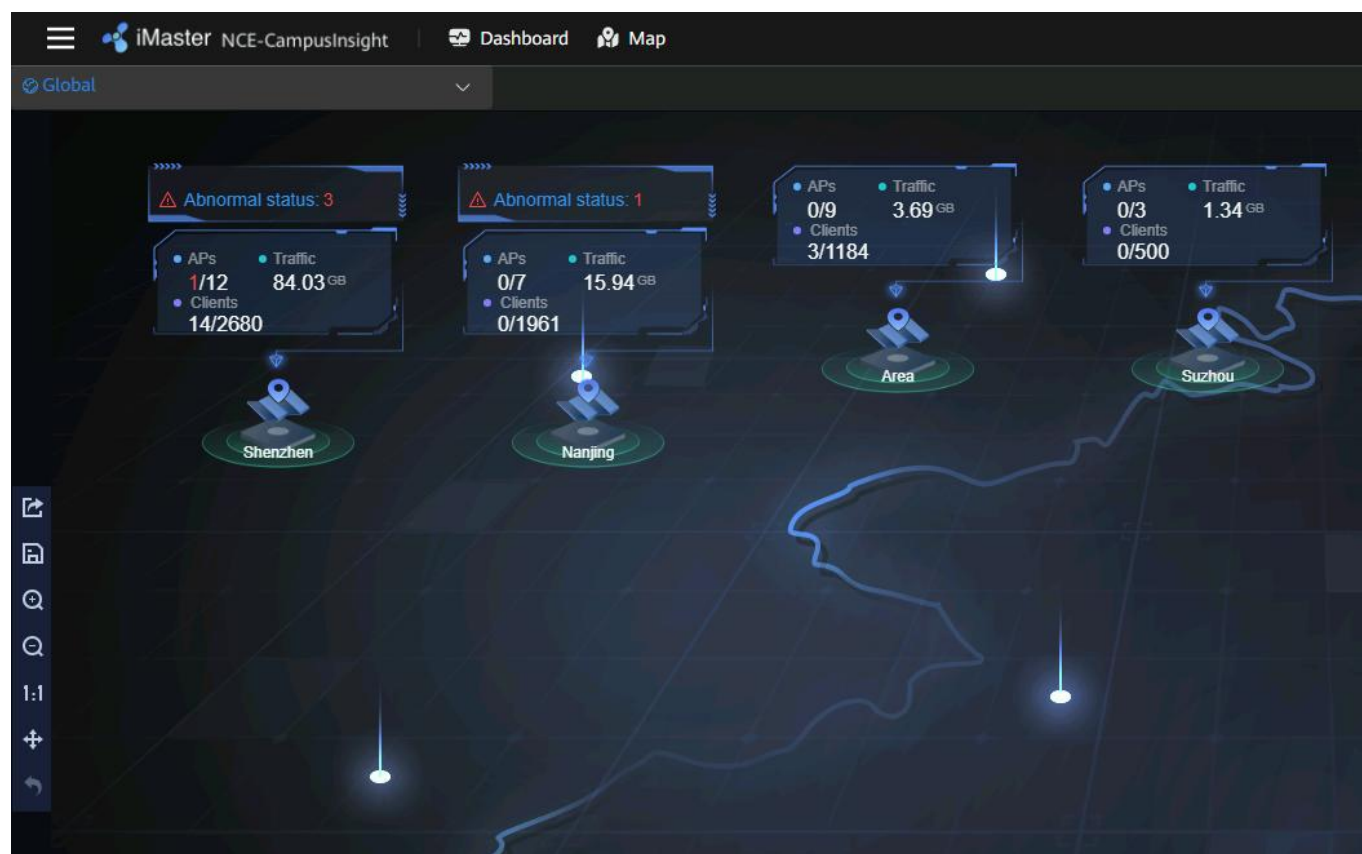 iMaster NCE-CampusInsight Dashboard Map
Global
Abnormal status: 3
APs Traffic
1/12 84.03 GB
Clients
14/2680
Shenzhen
Abnormal status: 1
APs Traffic
0/7 15.94 GB
Clients
0/1961
Nanjing
APs Traffic
0/9 3.69 GB
Clients
3/1184
Area
APs Traffic
0/3 1.34 GB
Clients
0/500
Suzhou
1:1